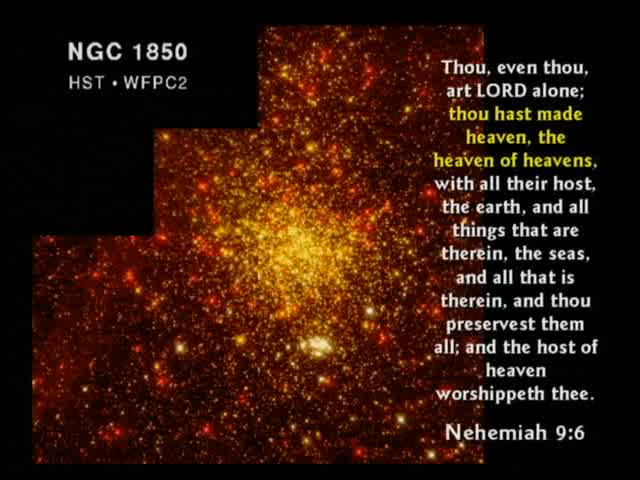 NGC 1850
HST • WFPC2
Thou, even thou,
art LORD alone;
thou hast made
heaven, the
heaven of heavens,
with all their host,
the earth, and all
things that are
therein, the seas,
and all that is
therein, and thou
preservest them
all; and the host of
heaven
worshippeth thee.
Nehemiah 9:6